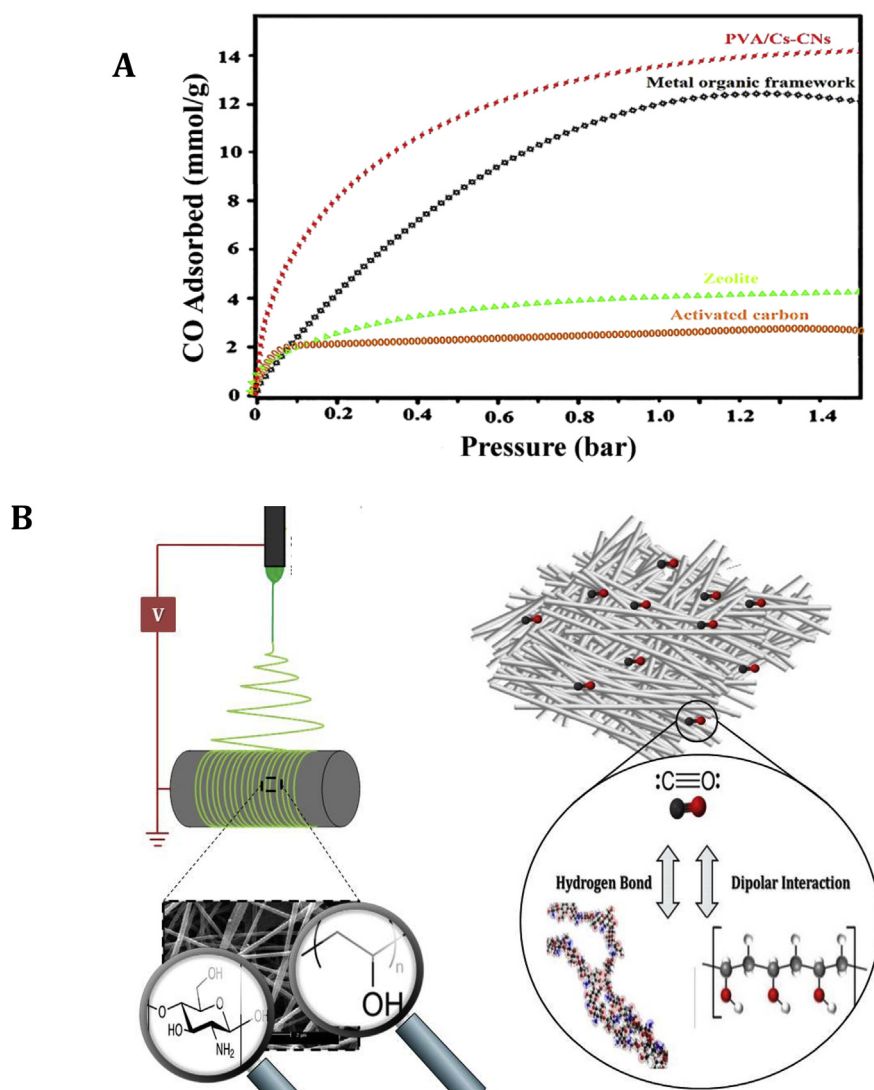 A
CO Adsorbed (mmol/g)
14
12
10
8
6
4
2
0
PVA/Cs-CNs
Metal organic framework
Zeolite
Activated carbon
0 0.2 0.4 0.6 0.8 1.0 1.2 1.4
Pressure (bar)
B
V
:C≡O:
Hydrogen Bond
Dipolar Interaction
n
OH
OH
O
O
OH
HO
NH2